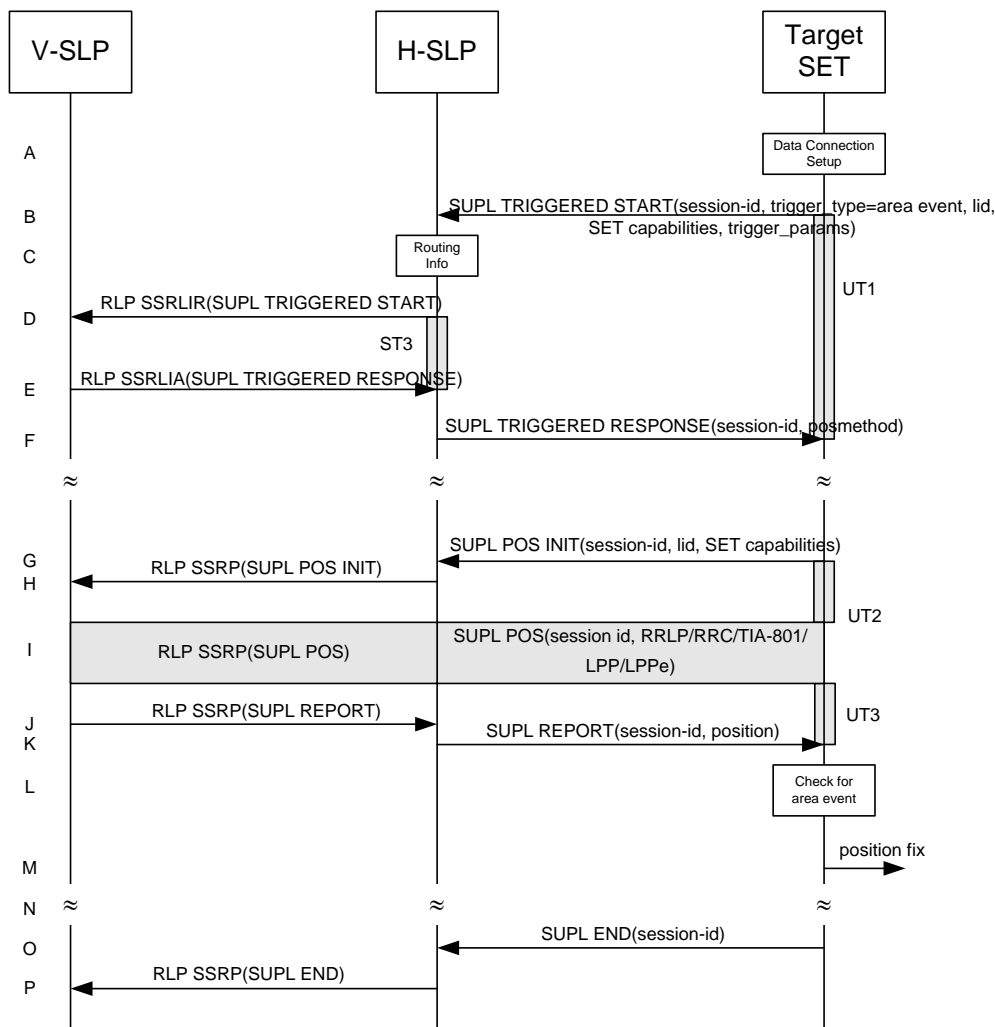 V-SLP
H-SLP
Target
SET
A
Data Connection
Setup
B
SUPL TRIGGERED START(session-id, trigger_type=area event, lid,
SET capabilities, trigger_params)
C
Routing
Info
UT1
D
RLP SSRLIR(SUPL TRIGGERED START)
ST3
E
RLP SSRLIA(SUPL TRIGGERED RESPONSE)
F
SUPL TRIGGERED RESPONSE(session-id, posmethod)
≈ ≈ ≈
G
SUPL POS INIT(session-id, lid, SET capabilities)
H
RLP SSRP(SUPL POS INIT)
UT2
I
RLP SSRP(SUPL POS)
SUPL POS(session id, RRLP/RRC/TIA-801/
LPP/LPPe)
J
RLP SSRP(SUPL REPORT)
UT3
K
SUPL REPORT(session-id, position)
L
Check for
area event
M
position fix
N
≈ ≈ ≈
O
SUPL END(session-id)
P
RLP SSRP(SUPL END)